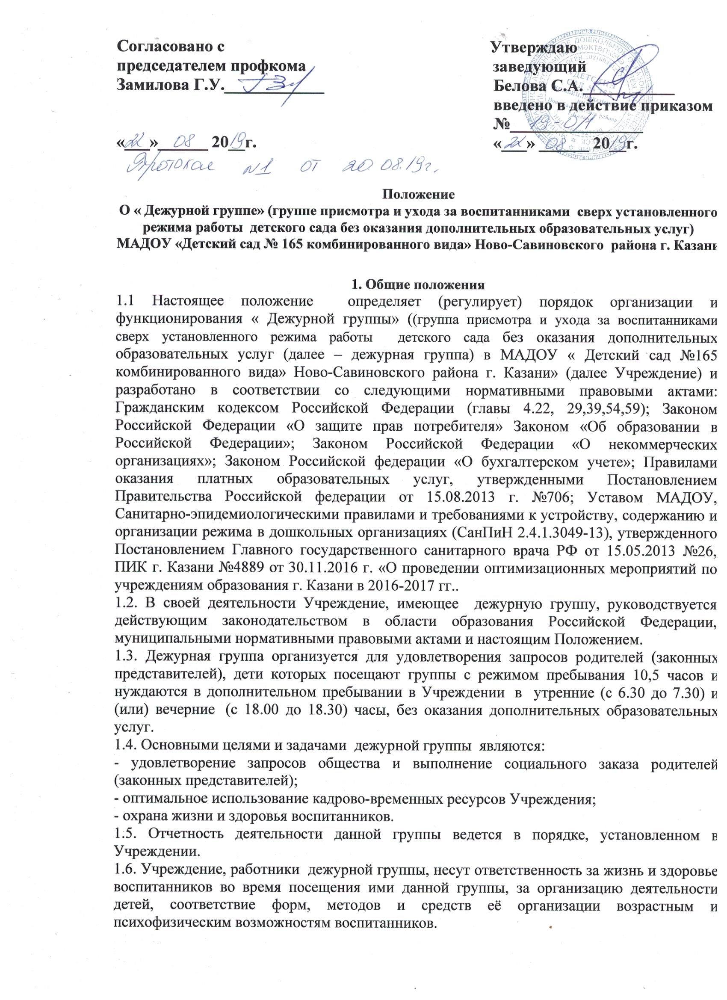 Согласовано с
председателем профкома
Замилова Г.У.
«22» 08 2019г.
Протокол №1 от 20.08.19г.
Утверждаю
заведующий
Белова С.А.
введено в действие приказом
№ 19-О/Д
«22» 08 2019г.
Положение
О « Дежурной группе» (группе присмотра и ухода за воспитанниками сверх установленного
режима работы детского сада без оказания дополнительных образовательных услуг)
МАДОУ «Детский сад № 165 комбинированного вида» Ново-Савиновского района г. Казани
1. Общие положения
1.1 Настоящее положение определяет (регулирует) порядок организации и
функционирования « Дежурной группы» ((группа присмотра и ухода за воспитанниками
сверх установленного режима работы детского сада без оказания дополнительных
образовательных услуг (далее – дежурная группа) в МАДОУ « Детский сад №165
комбинированного вида» Ново-Савиновского района г. Казани» (далее Учреждение) и
разработано в соответствии со следующими нормативными правовыми актами:
Гражданским кодексом Российской Федерации (главы 4.22, 29,39,54,59); Законом
Российской Федерации «О защите прав потребителя» Законом «Об образовании в
Российской Федерации»; Законом Российской Федерации «О некоммерческих
организациях»; Законом Российской федерации «О бухгалтерском учете»; Правилами
оказания платных образовательных услуг, утвержденными Постановлением
Правительства Российской федерации от 15.08.2013 г. №706; Уставом МАДОУ,
Санитарно-эпидемиологическими правилами и требованиями к устройству, содержанию и
организации режима в дошкольных организациях (СанПиН 2.4.1.3049-13), утвержденного
Постановлением Главного государственного санитарного врача РФ от 15.05.2013 №26,
ПИК г. Казани №4889 от 30.11.2016 г. «О проведении оптимизационных мероприятий по
учреждениям образования г. Казани в 2016-2017 гг..
1.2. В своей деятельности Учреждение, имеющее дежурную группу, руководствуется
действующим законодательством в области образования Российской Федерации,
муниципальными нормативными правовыми актами и настоящим Положением.
1.3. Дежурная группа организуется для удовлетворения запросов родителей (законных
представителей), дети которых посещают группы с режимом пребывания 10,5 часов и
нуждаются в дополнительном пребывании в Учреждении в утренние (с 6.30 до 7.30) и
(или) вечерние (с 18.00 до 18.30) часы, без оказания дополнительных образовательных
услуг.
1.4. Основными целями и задачами дежурной группы являются:
- удовлетворение запросов общества и выполнение социального заказа родителей
(законных представителей);
- оптимальное использование кадрово-временных ресурсов Учреждения;
- охрана жизни и здоровья воспитанников.
1.5. Отчетность деятельности данной группы ведется в порядке, установленном в
Учреждении.
1.6. Учреждение, работники дежурной группы, несут ответственность за жизнь и здоровье
воспитанников во время посещения ими данной группы, за организацию деятельности
детей, соответствие форм, методов и средств её организации возрастным и
психофизическим возможностям воспитанников.